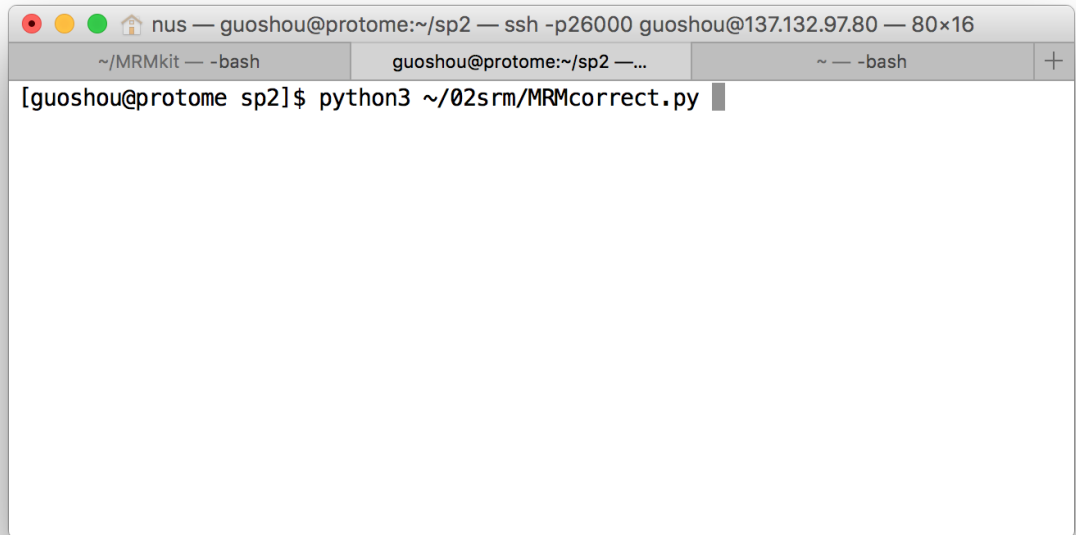 nus — guoshou@protome:~/sp2 — ssh -p26000 guoshou@137.132.97.80 — 80×16
~/MRMkit — -bash
guoshou@protome:~/sp2 —...
~ — -bash
[guoshou@protome sp2]$ python3 ~/02srm/MRMcorrect.py